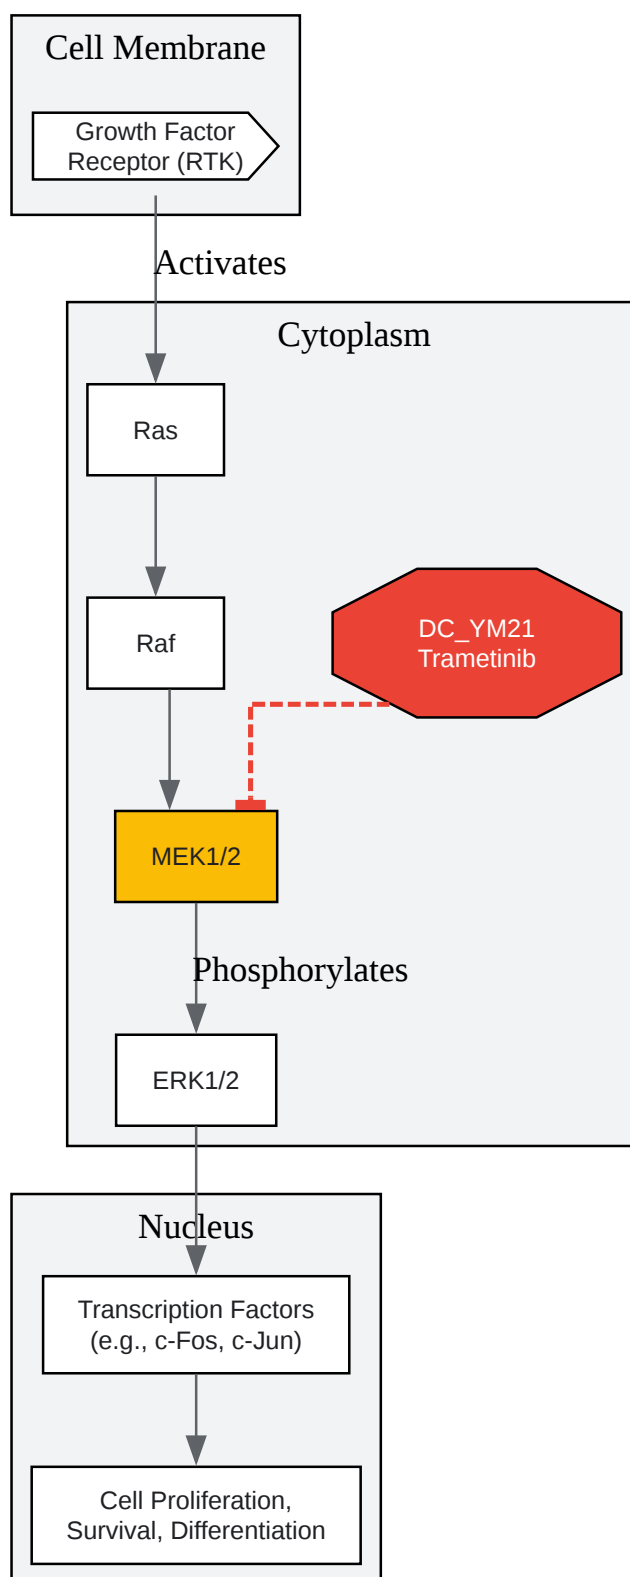 Cell Membrane
Growth Factor
Receptor (RTK)
Activates
Cytoplasm
Ras
Raf
DC_YM21
Trametinib
MEK1/2
Phosphorylates
ERK1/2
Nucleus
Transcription Factors
(e.g., c-Fos, c-Jun)
Cell Proliferation,
Survival, Differentiation